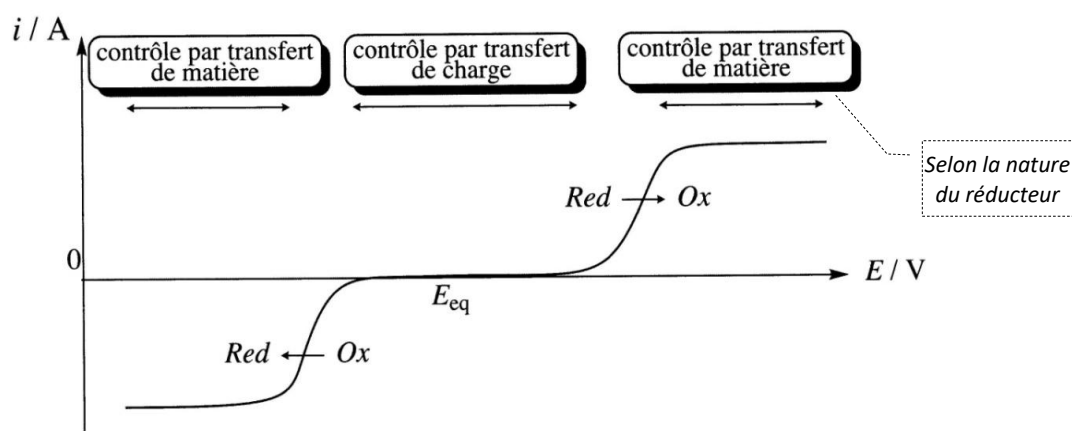 i / A
contrôle par transfert
de matière
contrôle par transfert
de charge
contrôle par transfert
de matière
Selon la nature
du réducteur
Red → Ox
0
E / V
E_eq
Red ← Ox